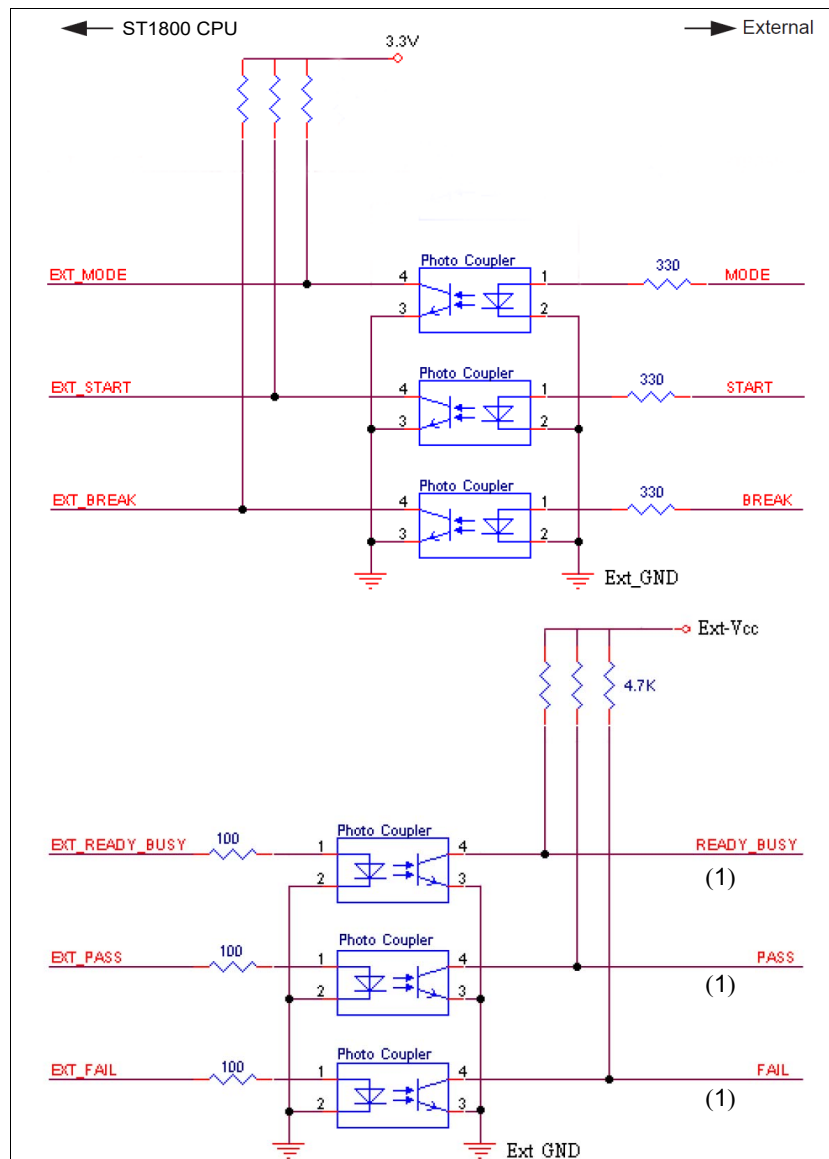 ST1800 CPU
External
3.3V
Photo Coupler
EXT_MODE
4
1
330
MODE
3
2
Photo Coupler
EXT_START
4
1
330
START
3
2
Photo Coupler
EXT_BREAK
4
1
330
BREAK
3
2
Ext_GND
Ext-Vcc
4.7K
Photo Coupler
EXT_READY_BUSY
100
1
4
READY_BUSY
2
3
(1)
Photo Coupler
EXT_PASS
100
1
4
PASS
2
3
(1)
Photo Coupler
EXT_FAIL
100
1
4
FAIL
2
3
(1)
Ext GND